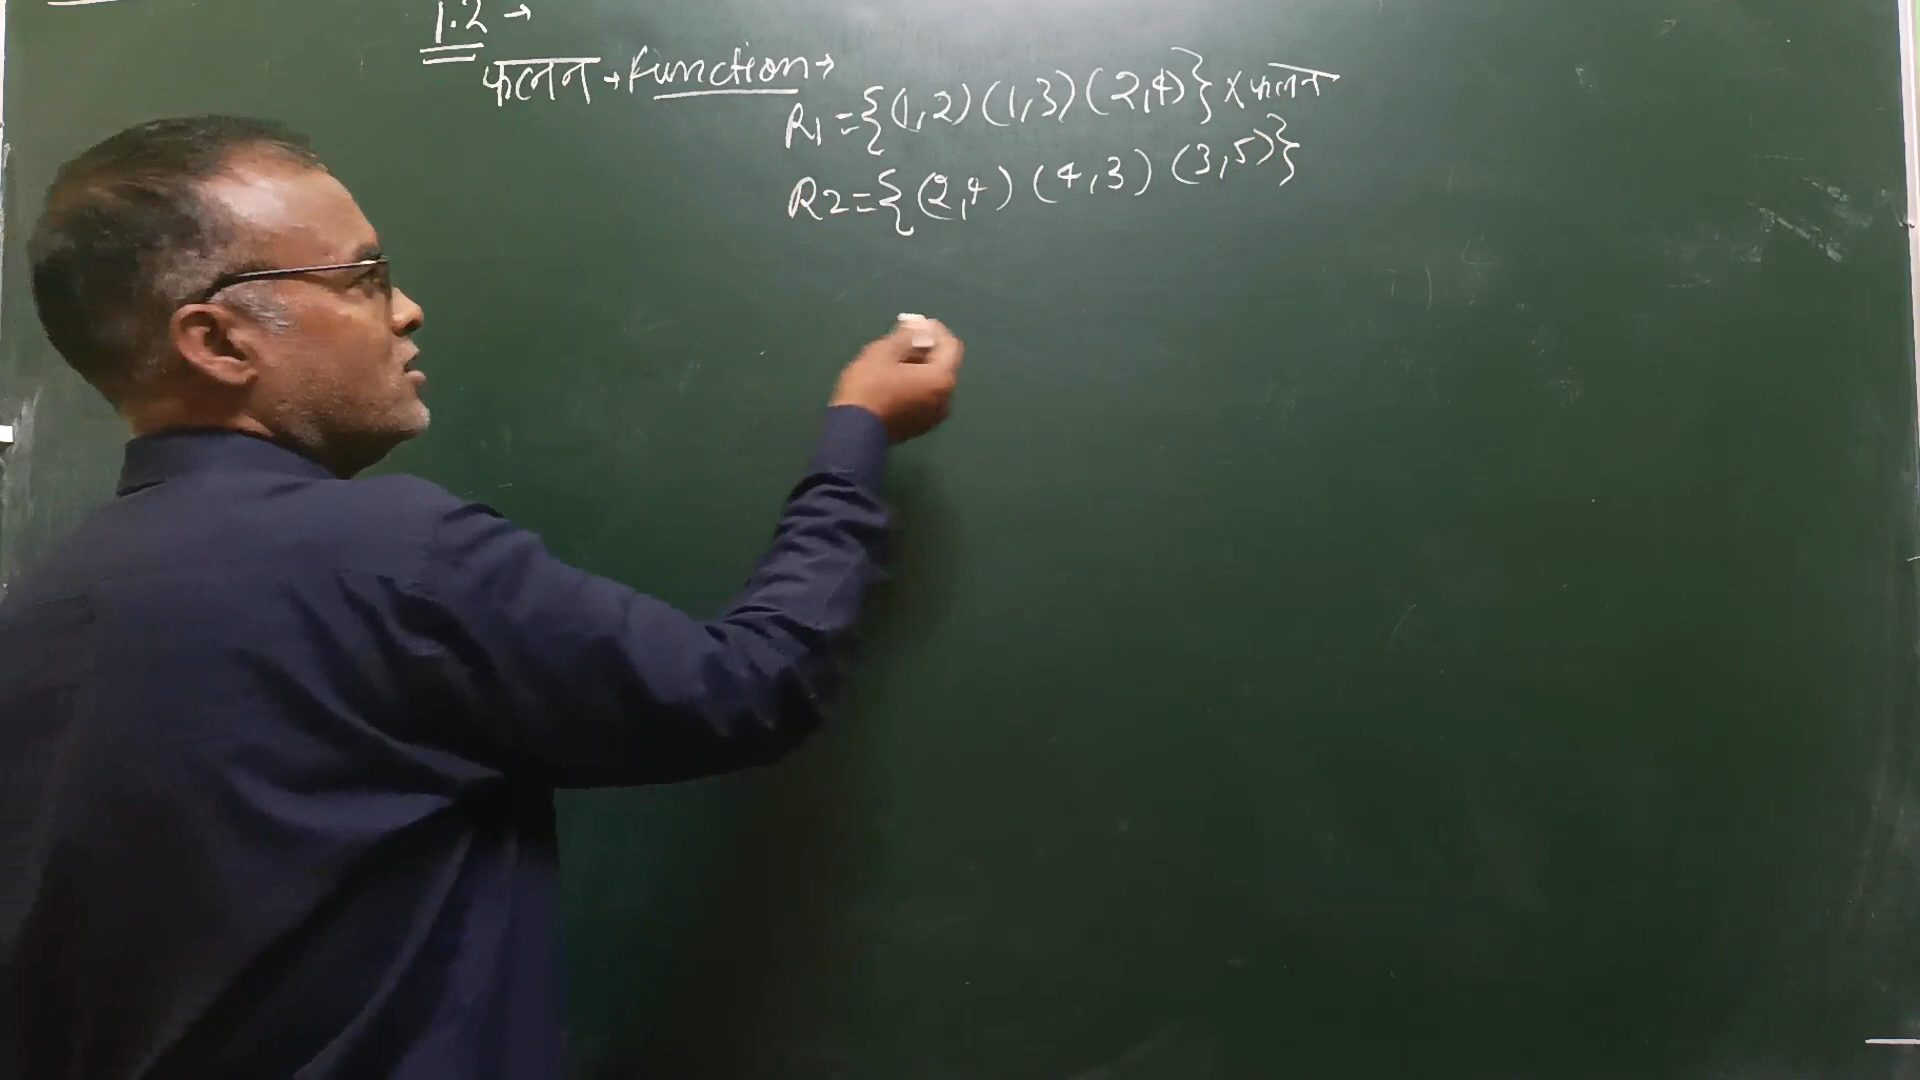 1.2 →
फलन → Function →
R1 = {(1,2) (1,3) (2,4)} × फलन
R2 = {(2,4) (4,3) (3,5)}